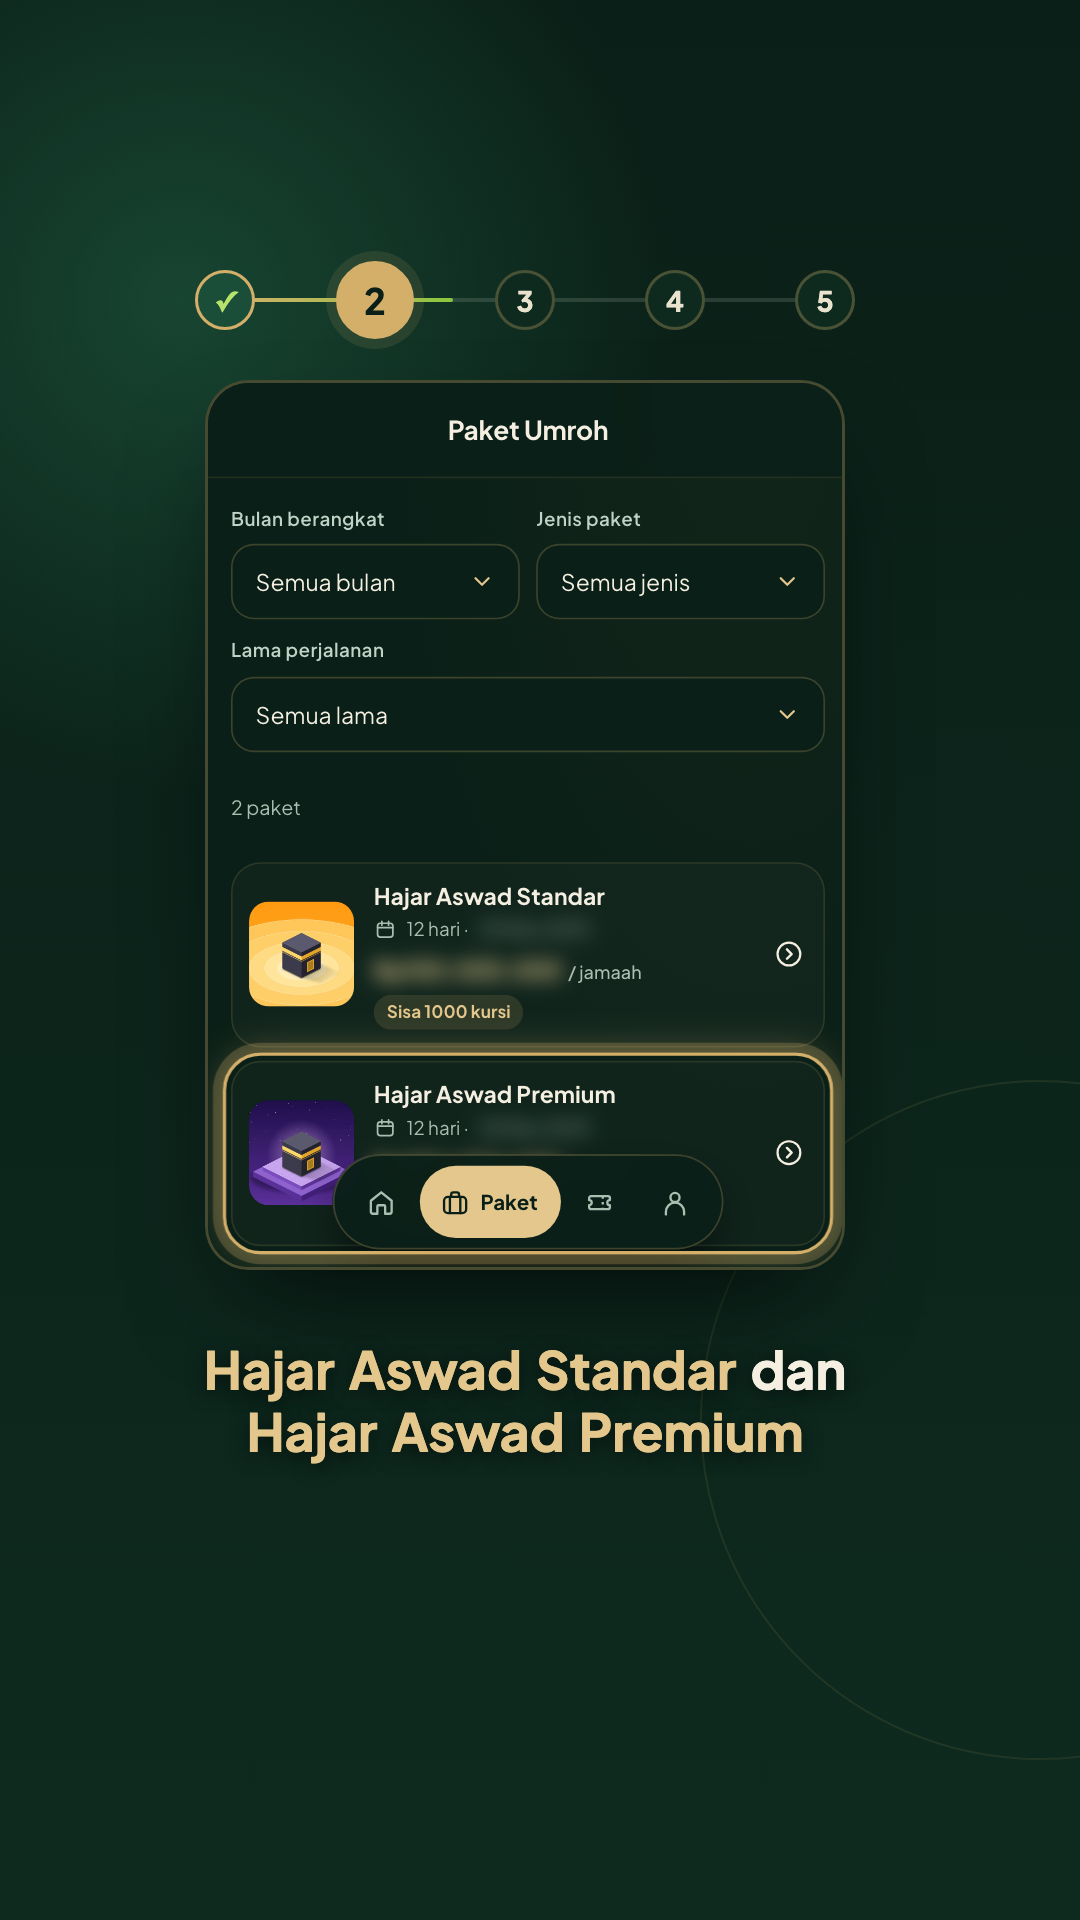 2
3
4
5
Paket Umroh
Bulan berangkat
Jenis paket
Semua bulan
Semua jenis
Lama perjalanan
Semua lama
2 paket
Hajar Aswad Standar
12 hari ·
/ jamaah
Sisa 1000 kursi
Hajar Aswad Premium
12 hari ·
Paket
Hajar Aswad Standar dan
Hajar Aswad Premium